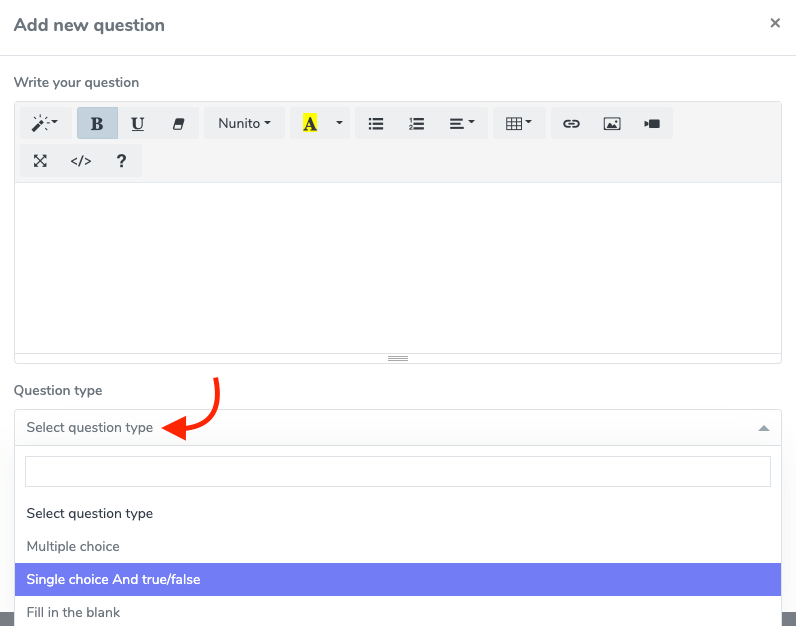 Add new question ×
Write your question
B U Nunito A
</> ?
Question type
Select question type
Select question type
Multiple choice
Single choice And true/false
Fill in the blank